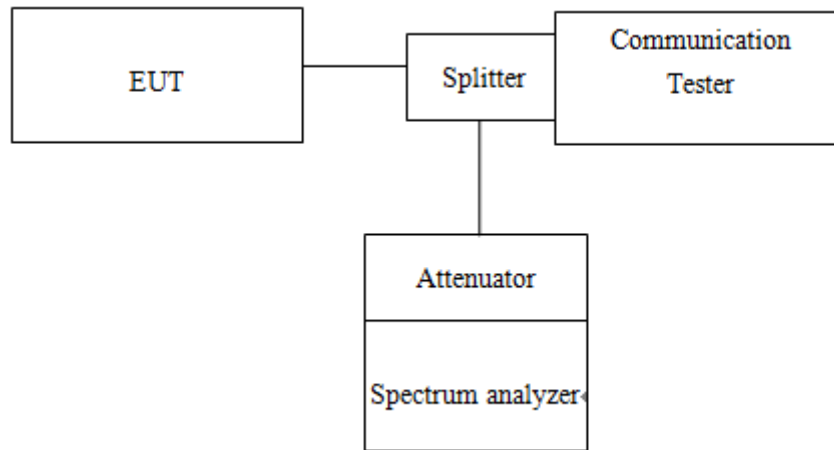 EUT
Splitter
Communication
Tester
Attenuator
Spectrum analyzer